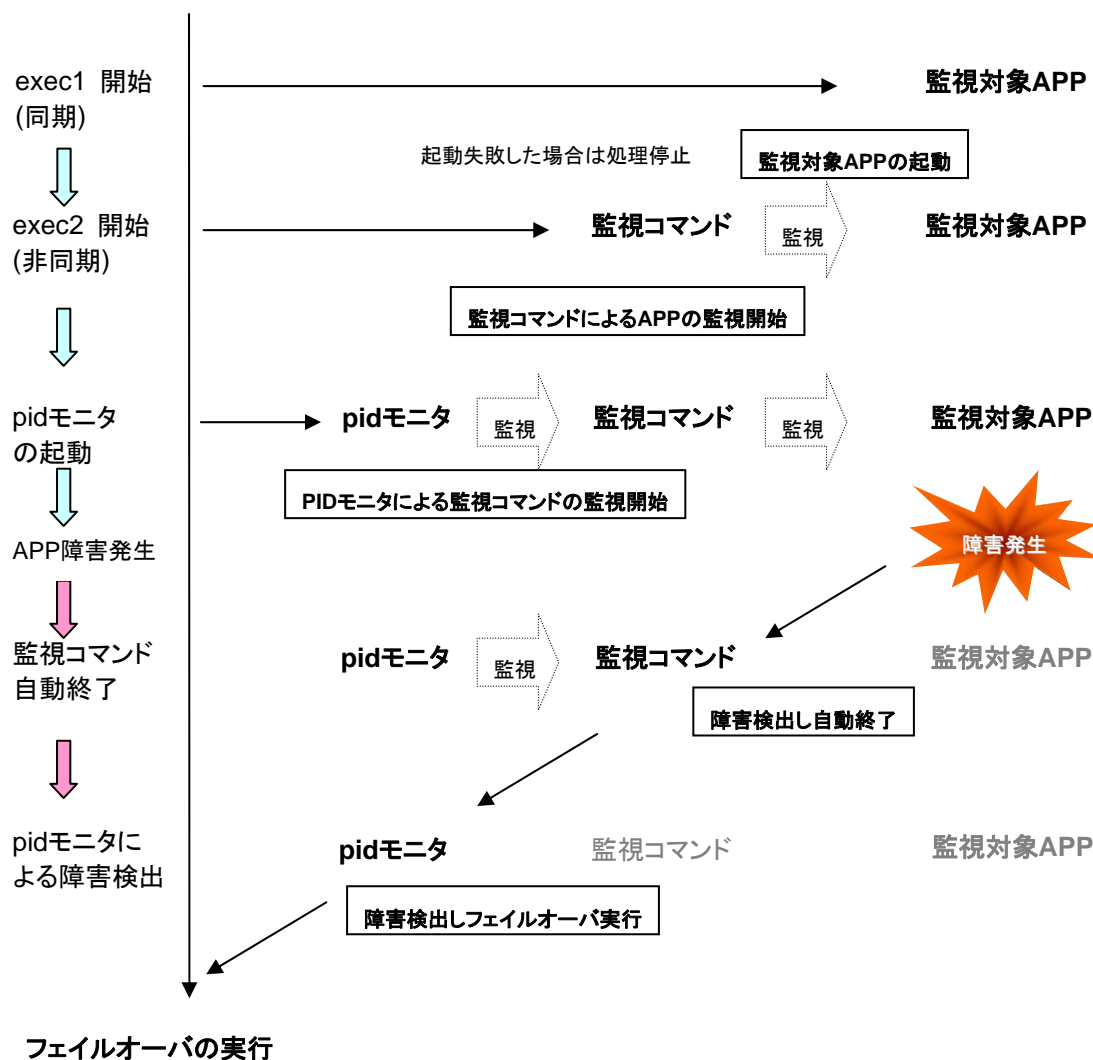 exec1 開始
(同期)
監視対象APP
起動失敗した場合は処理停止
監視対象APPの起動
exec2 開始
(非同期)
監視コマンド
監視
監視対象APP
監視コマンドによるAPPの監視開始
pidモニタ
の起動
pidモニタ
監視
監視コマンド
監視
監視対象APP
PIDモニタによる監視コマンドの監視開始
APP障害発生
障害発生
監視コマンド
自動終了
pidモニタ
監視
監視コマンド
監視対象APP
障害検出し自動終了
pidモニタに
よる障害検出
pidモニタ
監視コマンド
監視対象APP
障害検出しフェイルオーバ実行
フェイルオーバの実行